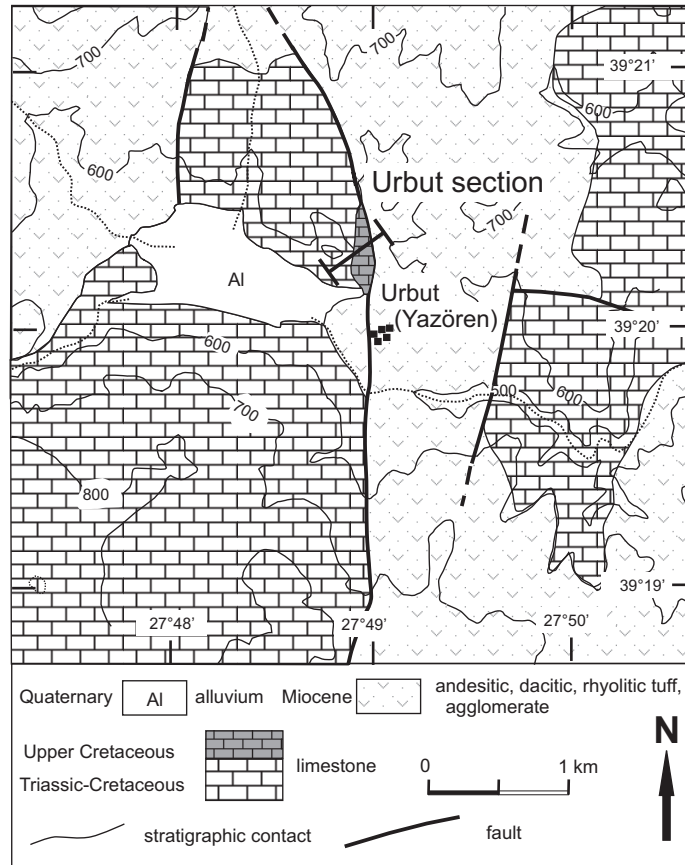 700
700
39°21'
600
600
Urbut section
700
Al
Urbut
(Yazören)
39°20'
600
500
600
700
800
39°19'
27°48'
27°49'
27°50'
Quaternary Al alluvium Miocene andesitic, dacitic, rhyolitic tuff,
agglomerate
Upper Cretaceous
Triassic-Cretaceous
limestone
0 1 km
N
stratigraphic contact
fault